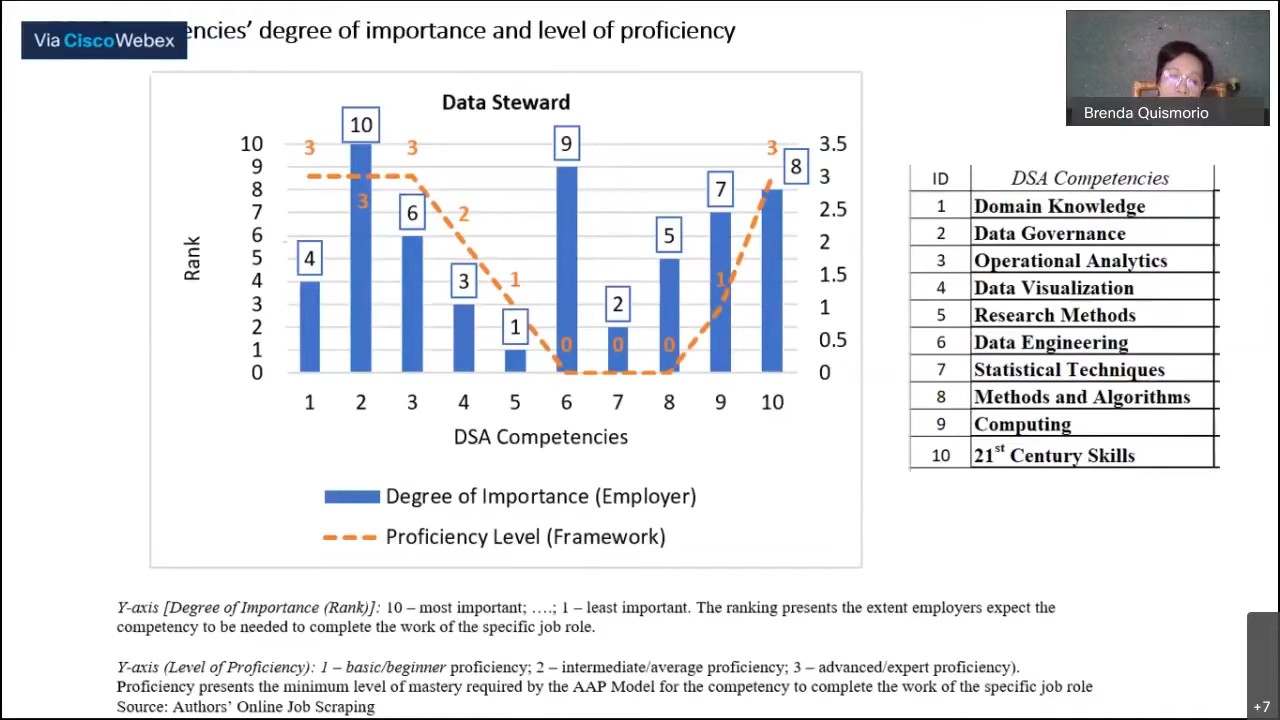 encies’ degree of importance and level of proficiency
Via CiscoWebex
Brenda Quismorio
Data Steward
10
9
8
7
6
5
4
3
2
1
0
Rank
4
10
6
3
1
9
2
5
7
8
3
3
3
2
1
0
0
0
1
3
3.5
3
2.5
2
1.5
1
0.5
0
1 2 3 4 5 6 7 8 9 10
DSA Competencies
Degree of Importance (Employer)
Proficiency Level (Framework)
ID DSA Competencies
1 Domain Knowledge
2 Data Governance
3 Operational Analytics
4 Data Visualization
5 Research Methods
6 Data Engineering
7 Statistical Techniques
8 Methods and Algorithms
9 Computing
10 21st Century Skills
Y-axis [Degree of Importance (Rank)]: 10 – most important; ….; 1 – least important. The ranking presents the extent employers expect the
competency to be needed to complete the work of the specific job role.
Y-axis (Level of Proficiency): 1 – basic/beginner proficiency; 2 – intermediate/average proficiency; 3 – advanced/expert proficiency).
Proficiency presents the minimum level of mastery required by the AAP Model for the competency to complete the work of the specific job role
Source: Authors’ Online Job Scraping
+7